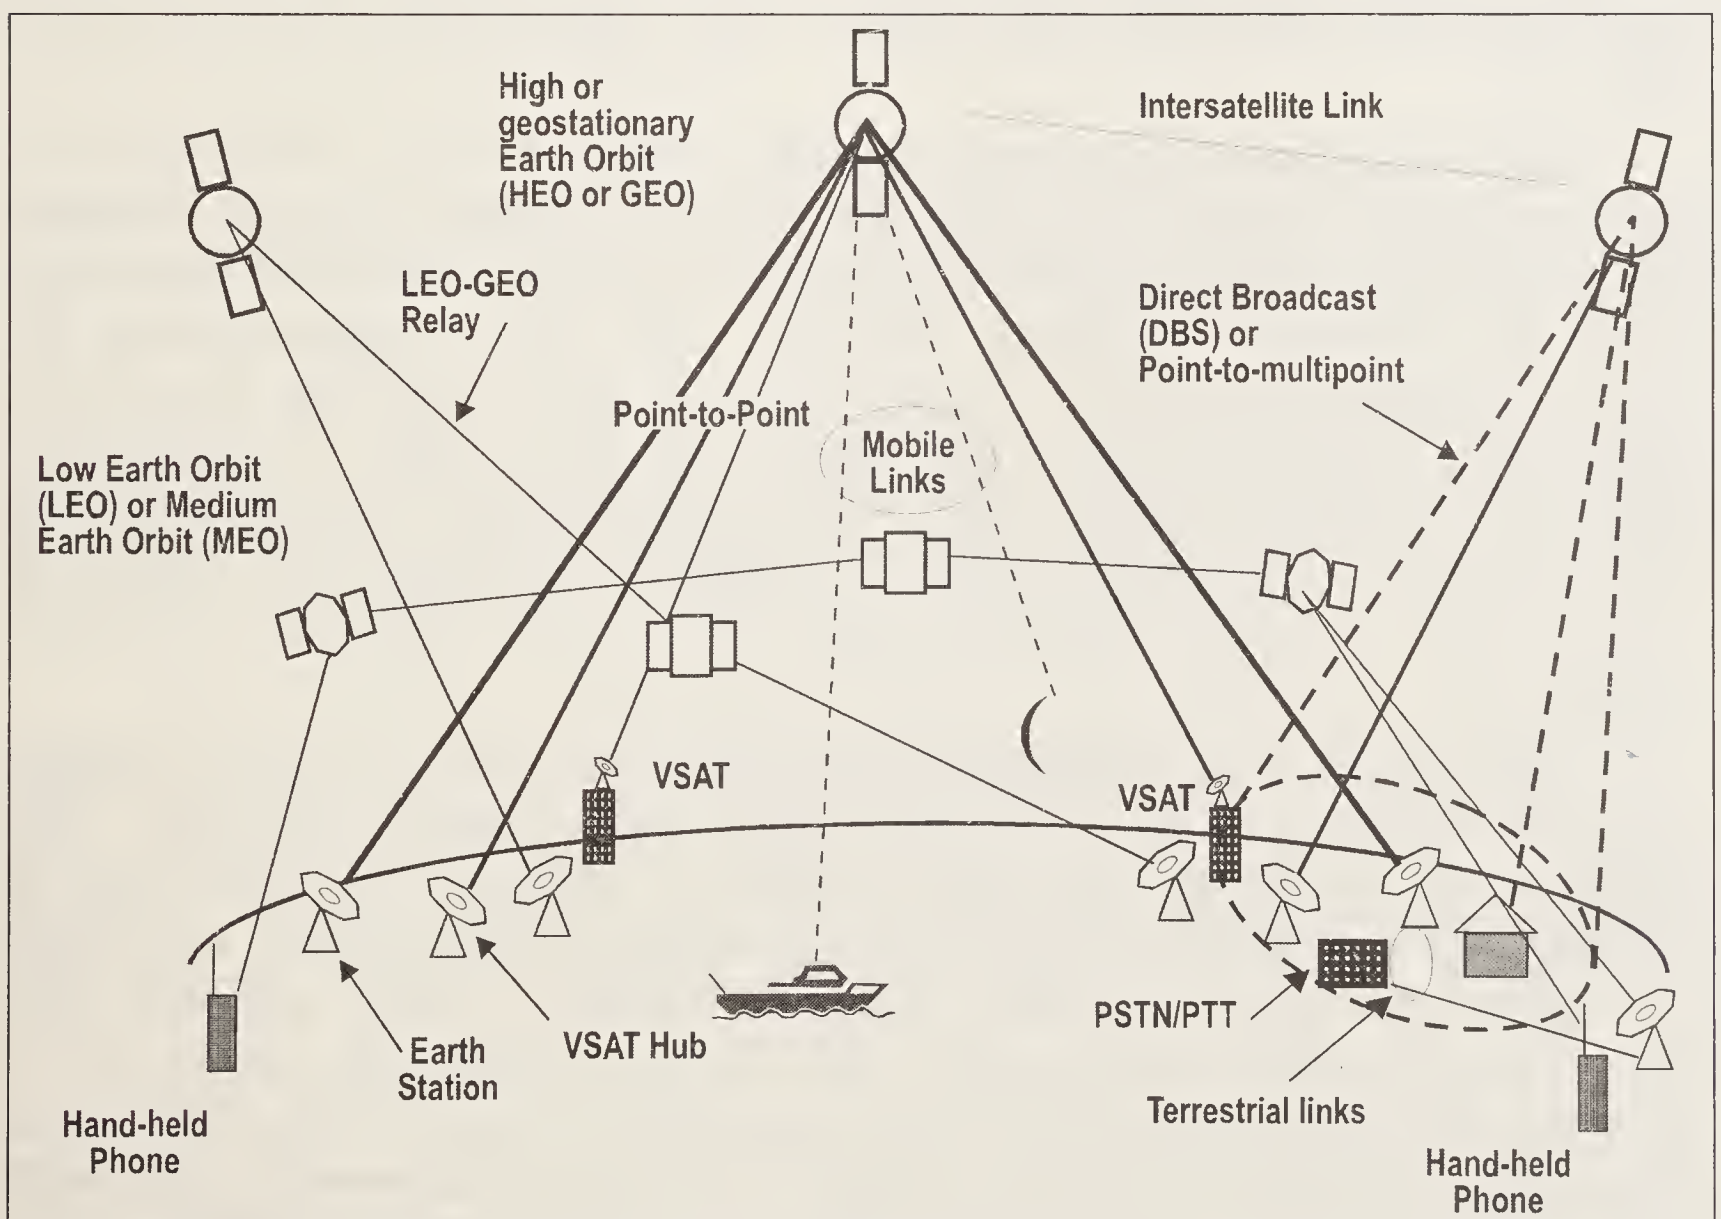 High or
geostationary
Earth Orbit
(HEO or GEO)
Intersatellite Link
LEO-GEO
Relay
Direct Broadcast
(DBS) or
Point-to-multipoint
Point-to-Point
Mobile
Links
Low Earth Orbit
(LEO) or Medium
Earth Orbit (MEO)
VSAT
VSAT
PSTN/PTT
VSAT Hub
Earth
Station
Terrestrial links
Hand-held
Phone
Hand-held
Phone